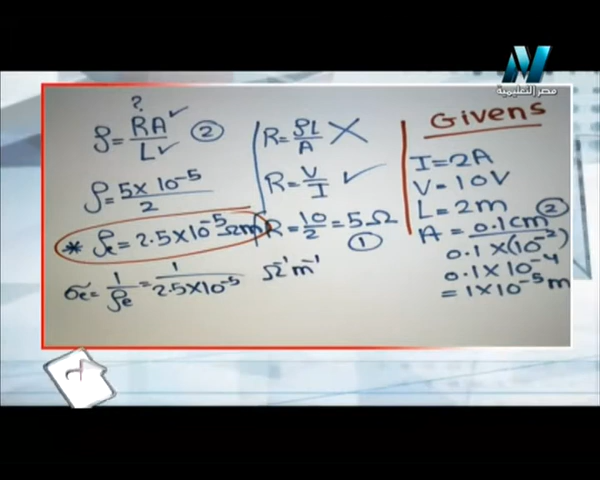 مصر التعليمية
?
ρ = RA / L ②
ρ = 5 × 10⁻⁵ / 2
* ρe = 2.5×10⁻⁵ Ωm
σe = 1 / ρe = 1 / 2.5×10⁻⁵ Ω⁻¹m⁻¹
R = ρL / A ✗
R = V / I ✓
R = 10 / 2 = 5 Ω
①
Givens
I = 2A
V = 10V
L = 2m
A = 0.1 cm ②
0.1 × (10⁻²)
0.1 × 10⁻⁴
= 1 × 10⁻⁵ m